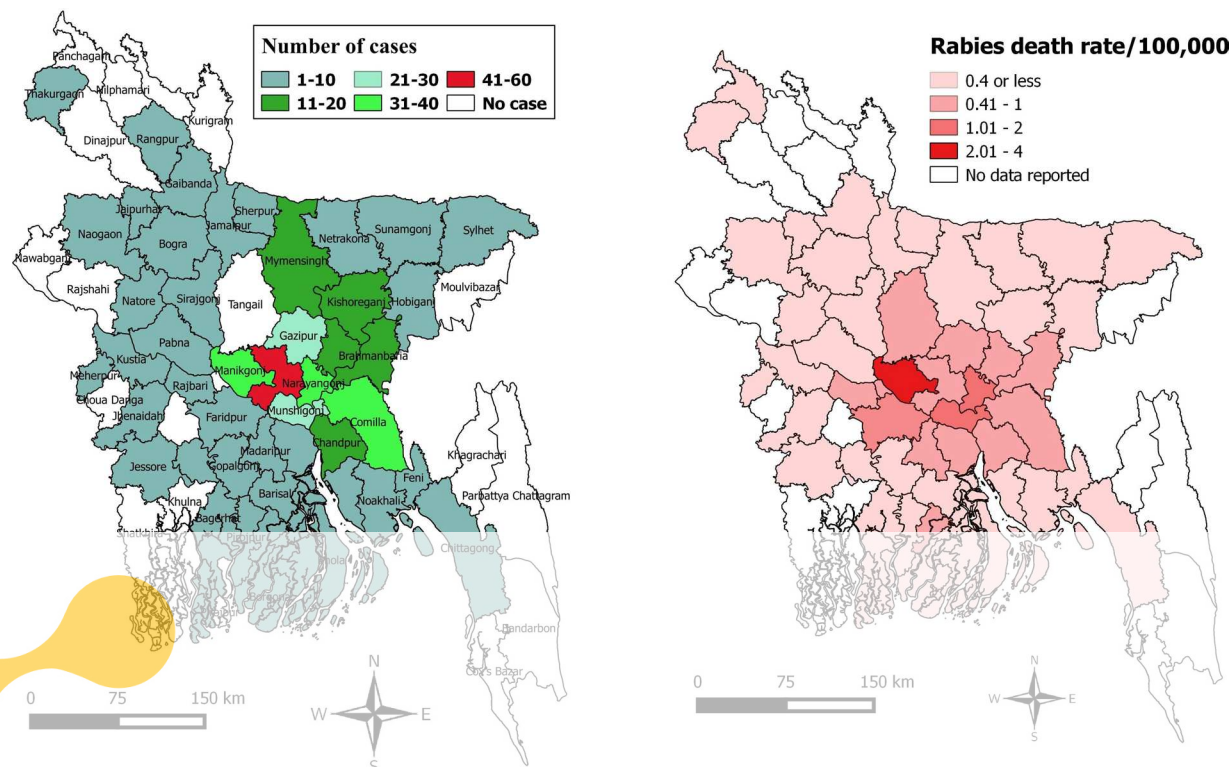 Number of cases
1-10
21-30
41-60
11-20
31-40
No case
Panchagarh
Thakurgaon
Nilphamari
Kurigram
Dinajpur
Rangpur
Gaibanda
Jaipurhat
Sherpur
Jamalpur
Naogaon
Bogra
Netrakona
Sunamgonj
Sylhet
Mymensingh
Nawabganj
Rajshahi
Moulvibazar
Natore
Sirajgonj
Tangail
Kishoreganj
Hobiganj
Gazipur
Pabna
Brahmanbaria
Kustia
Manikgonj
Meherpur
Narayangonj
Choua Danga
Rajbari
Jhenaidah
Faridpur
Munshigonj
Comilla
Chandpur
Madaripur
Khagrachari
Jessore
Gopalgonj
Feni
Barisal
Noakhali
Parbattya Chattagram
Khulna
Bagerhat
Pirojpur
Chittagong
Bandarbon
Cox's Bazar
0 75 150 km
N
W E
S
Rabies death rate/100,000
0.4 or less
0.41 - 1
1.01 - 2
2.01 - 4
No data reported
0 75 150 km
N
W E
S